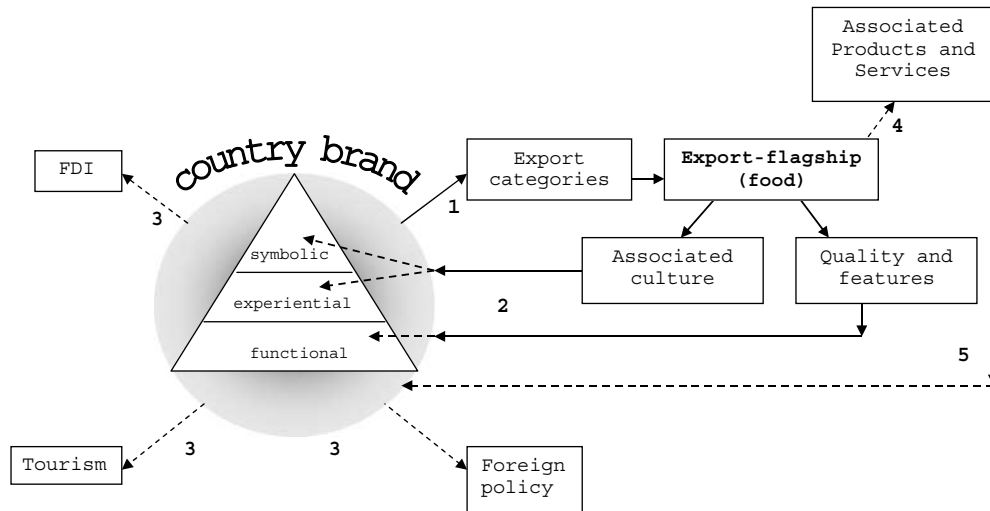 Associated
Products and
Services
4
country brand
FDI
3
1
Export
categories
Export-flagship
(food)
symbolic
experiential
functional
Associated
culture
Quality and
features
2
5
3
3
Tourism
Foreign
policy